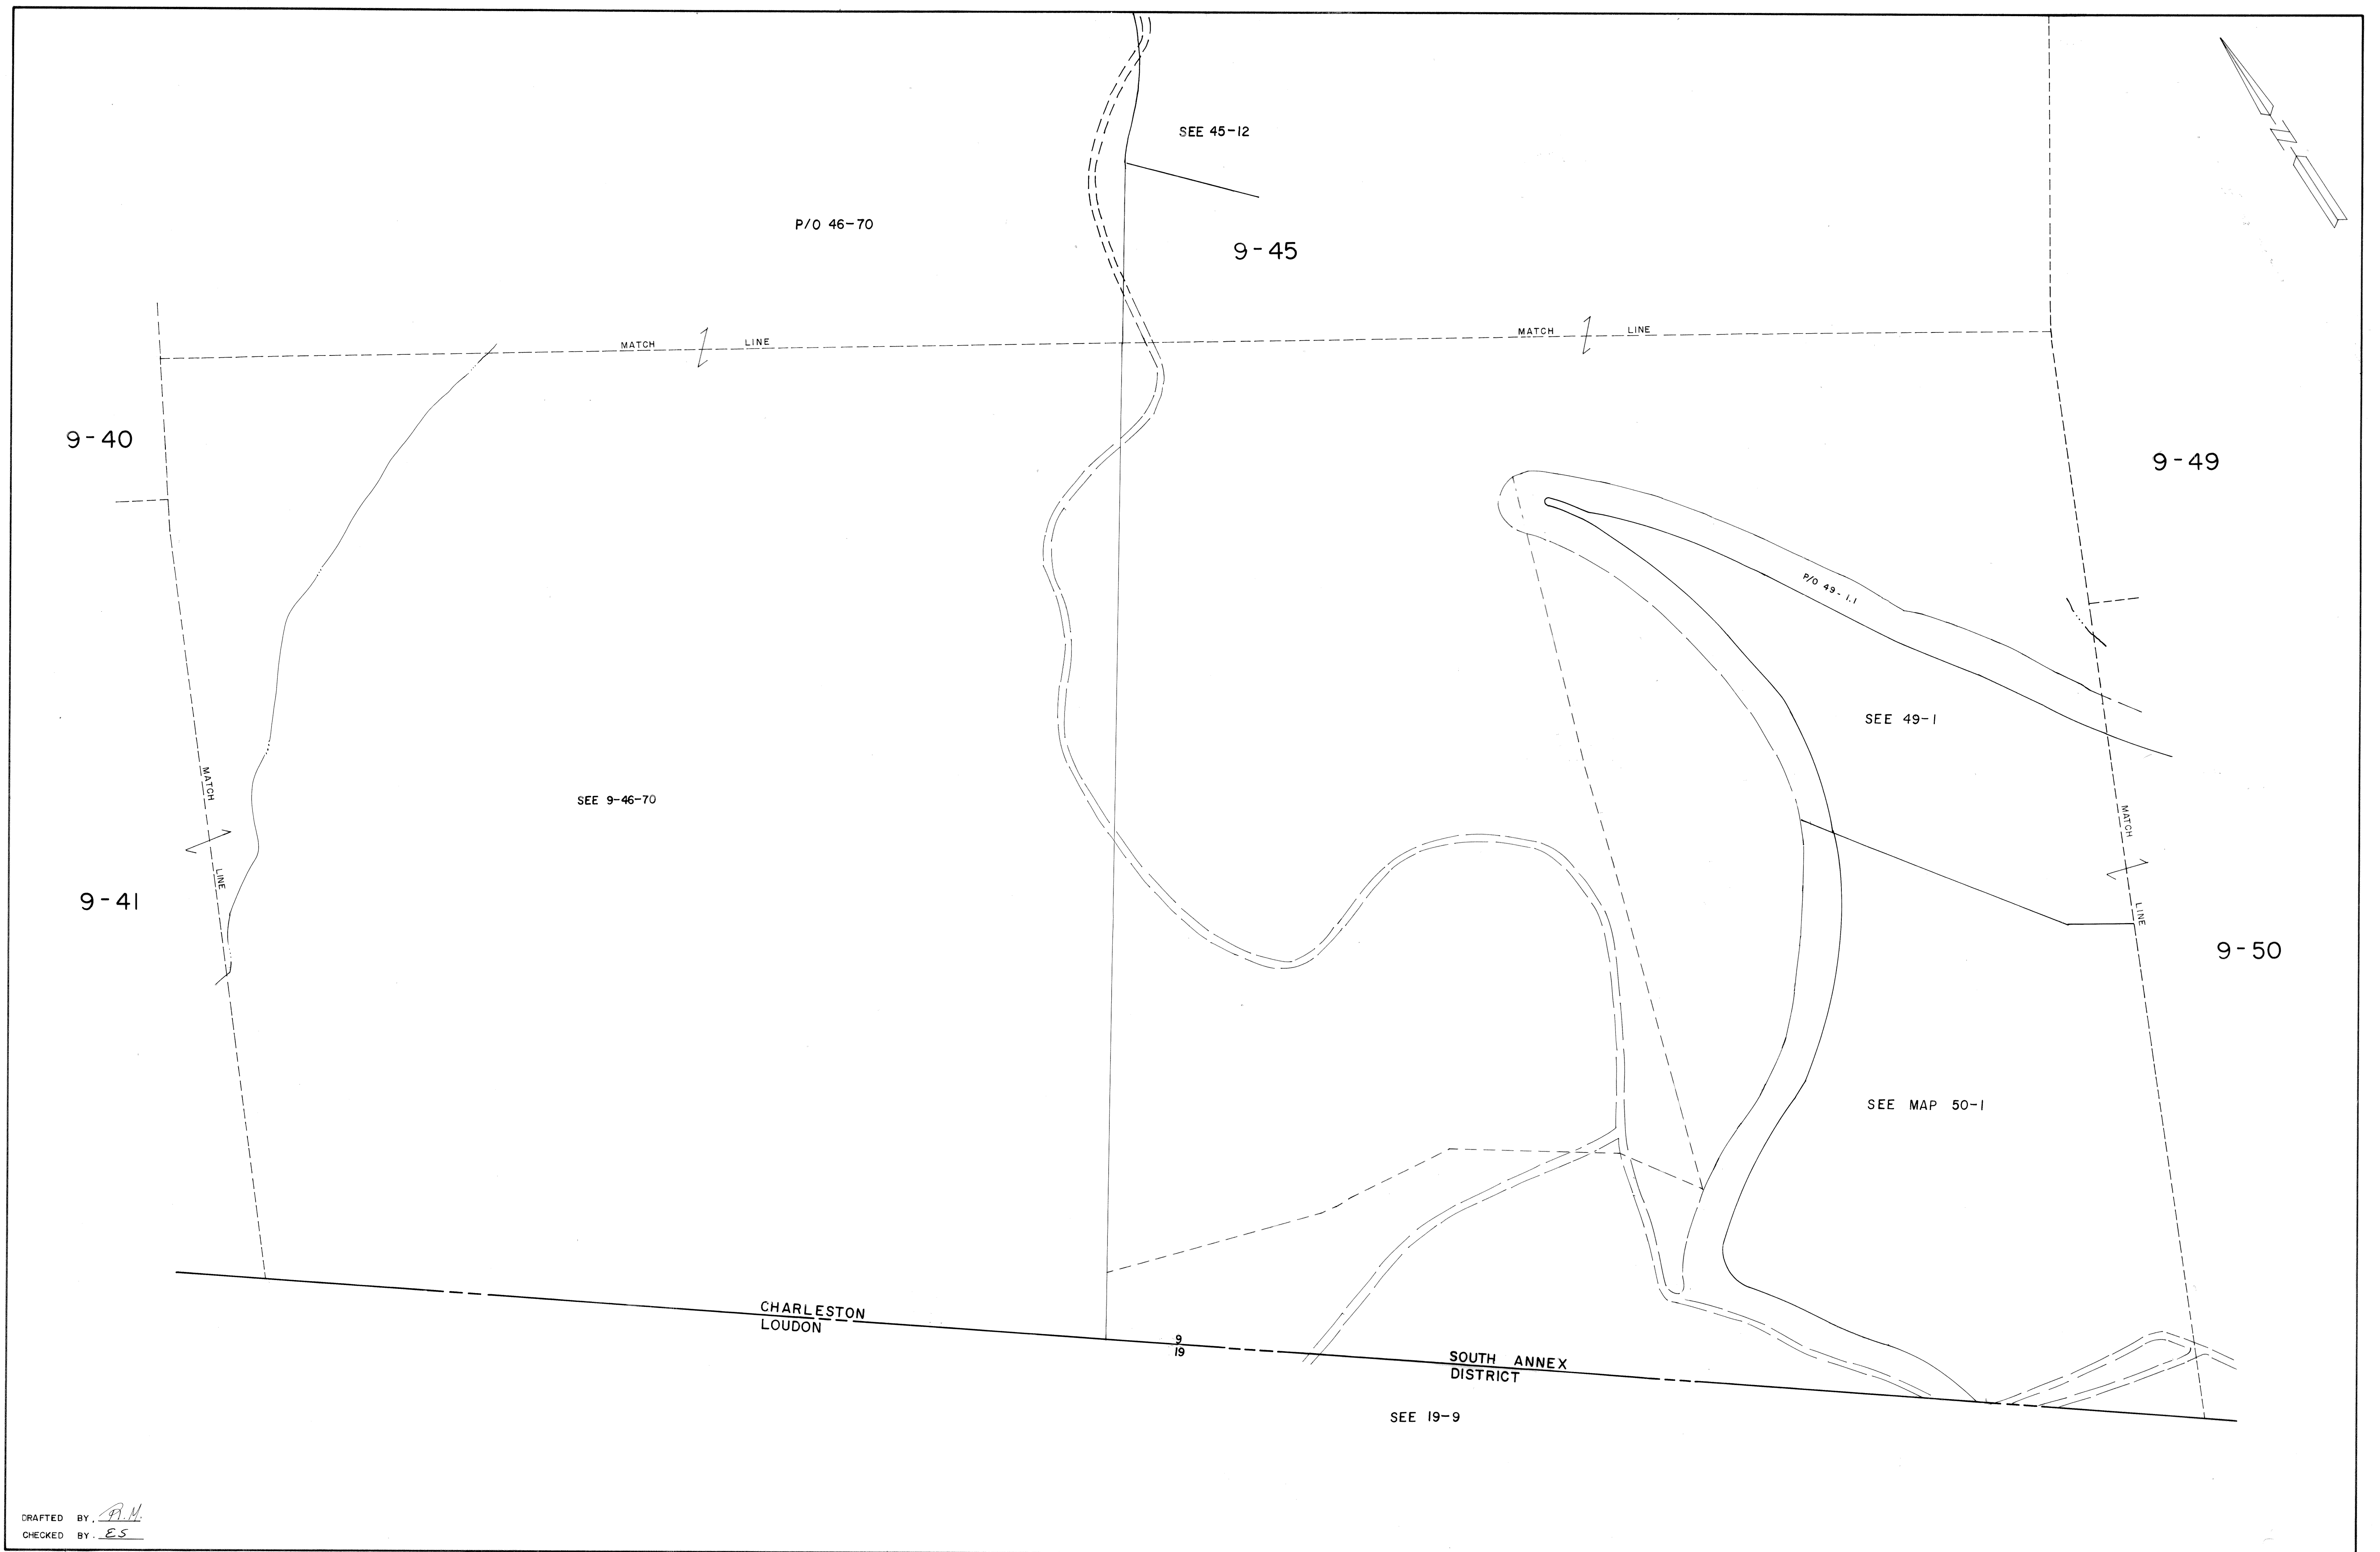 SEE 45-12
P/O 46-70
9-45
MATCH LINE
MATCH LINE
9-40
9-49
P/O 49-1.1
SEE 49-1
MATCH LINE
SEE 9-46-70
MATCH LINE
9-41
9-50
SEE MAP 50-1
CHARLESTON
LOUDON
9
19
SOUTH ANNEX
DISTRICT
SEE 19-9
DRAFTED BY. R.M.
CHECKED BY. ES